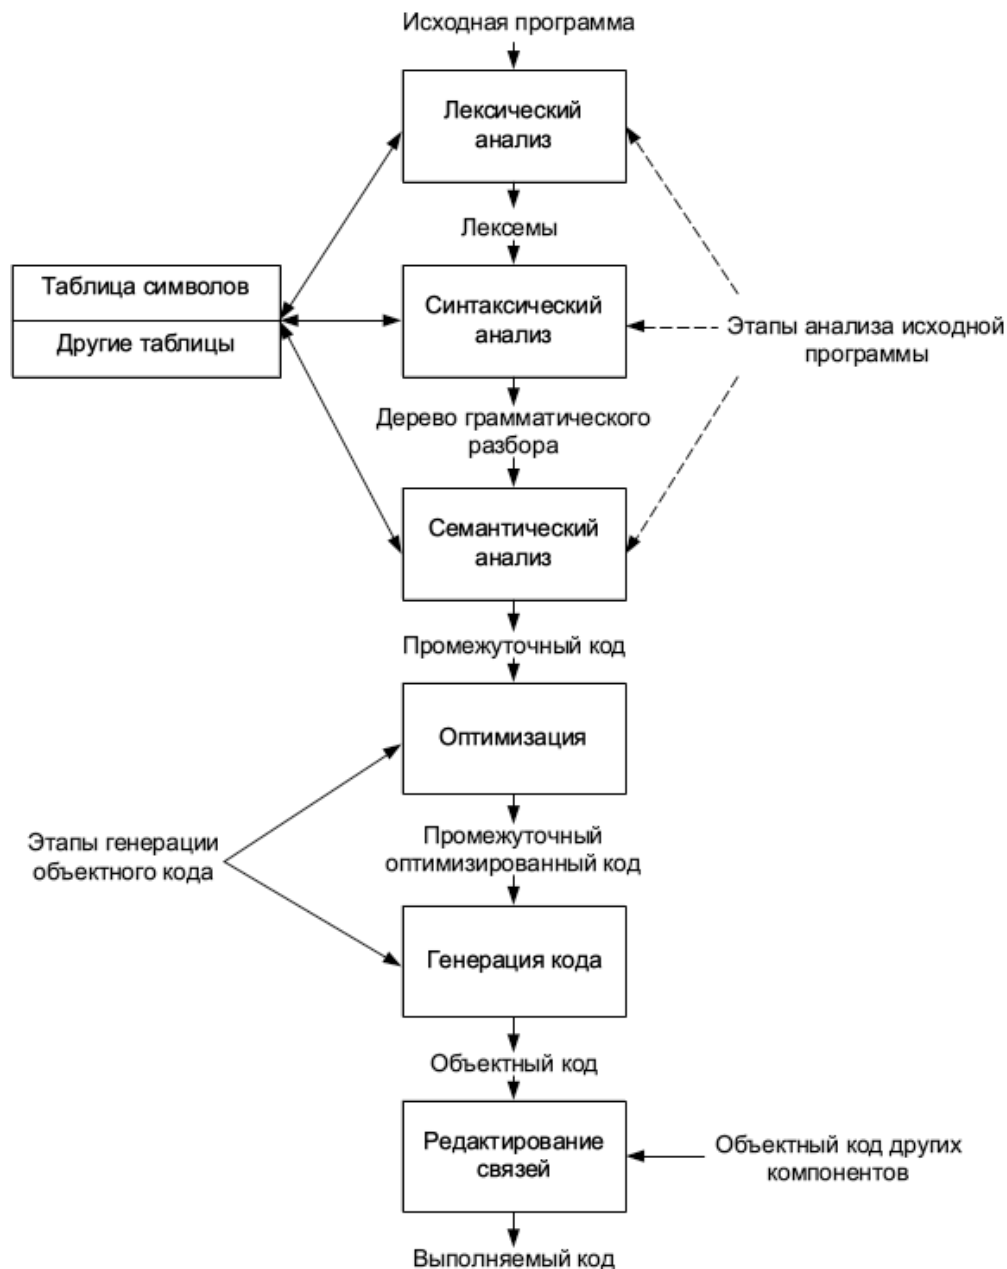 Исходная программа
Лексический
анализ
Лексемы
Таблица символов
Другие таблицы
Синтаксический
анализ
Этапы анализа исходной
программы
Дерево грамматического
разбора
Семантический
анализ
Промежуточный код
Оптимизация
Этапы генерации
объектного кода
Промежуточный
оптимизированный код
Генерация кода
Объектный код
Редактирование
связей
Объектный код других
компонентов
Выполняемый код